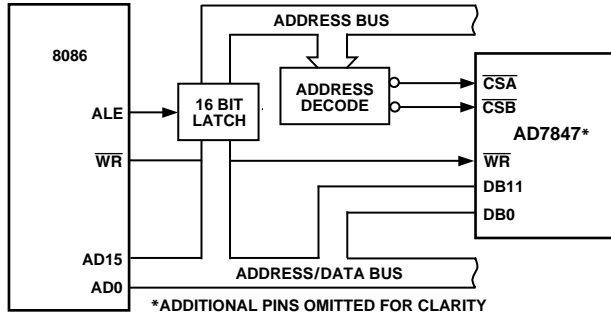 ADDRESS BUS
8086
16 BIT
LATCH
ADDRESS
DECODE
CSA
CSB
AD7847*
ALE
WR
WR
DB11
DB0
AD15
AD0
ADDRESS/DATA BUS
*ADDITIONAL PINS OMITTED FOR CLARITY